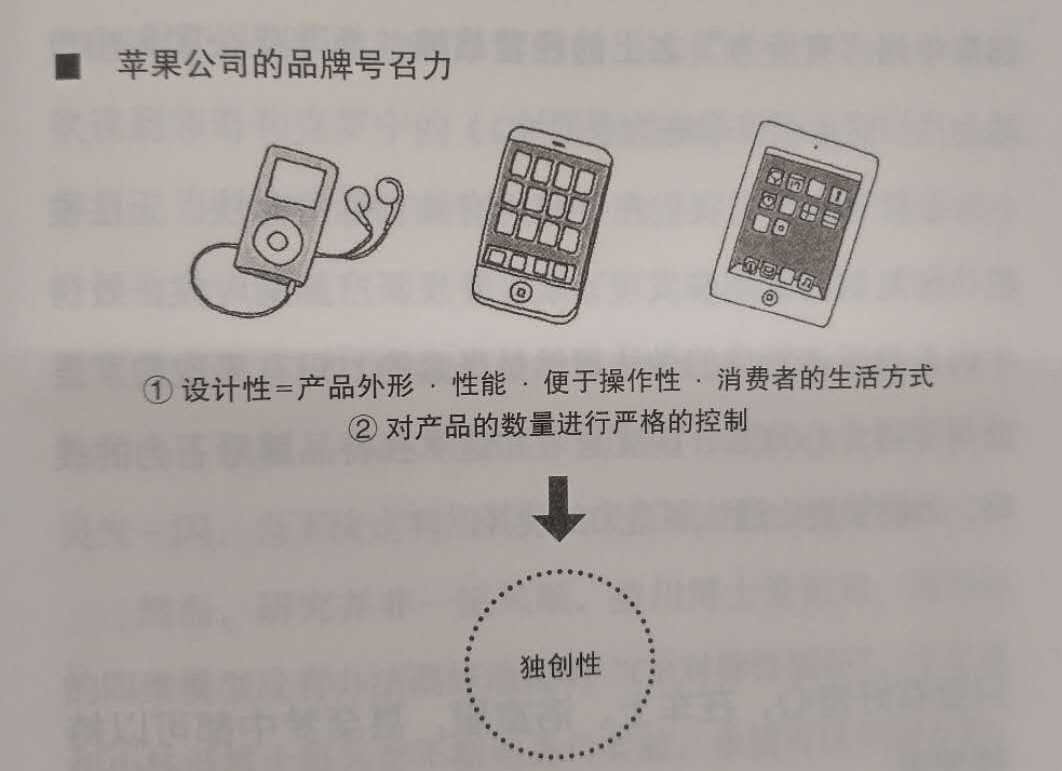 ■ 苹果公司的品牌号召力
① 设计性=产品外形 · 性能 · 便于操作性 · 消费者的生活方式
② 对产品的数量进行严格的控制
独创性